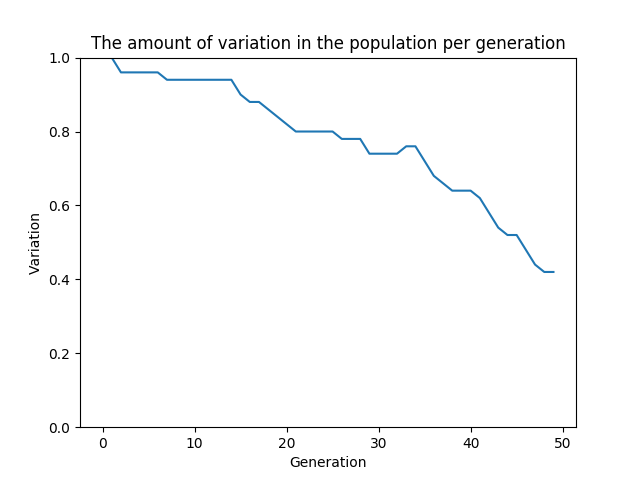 The amount of variation in the population per generation
1.0
0.8
0.6
0.4
0.2
0.0
Variation
0 10 20 30 40 50
Generation